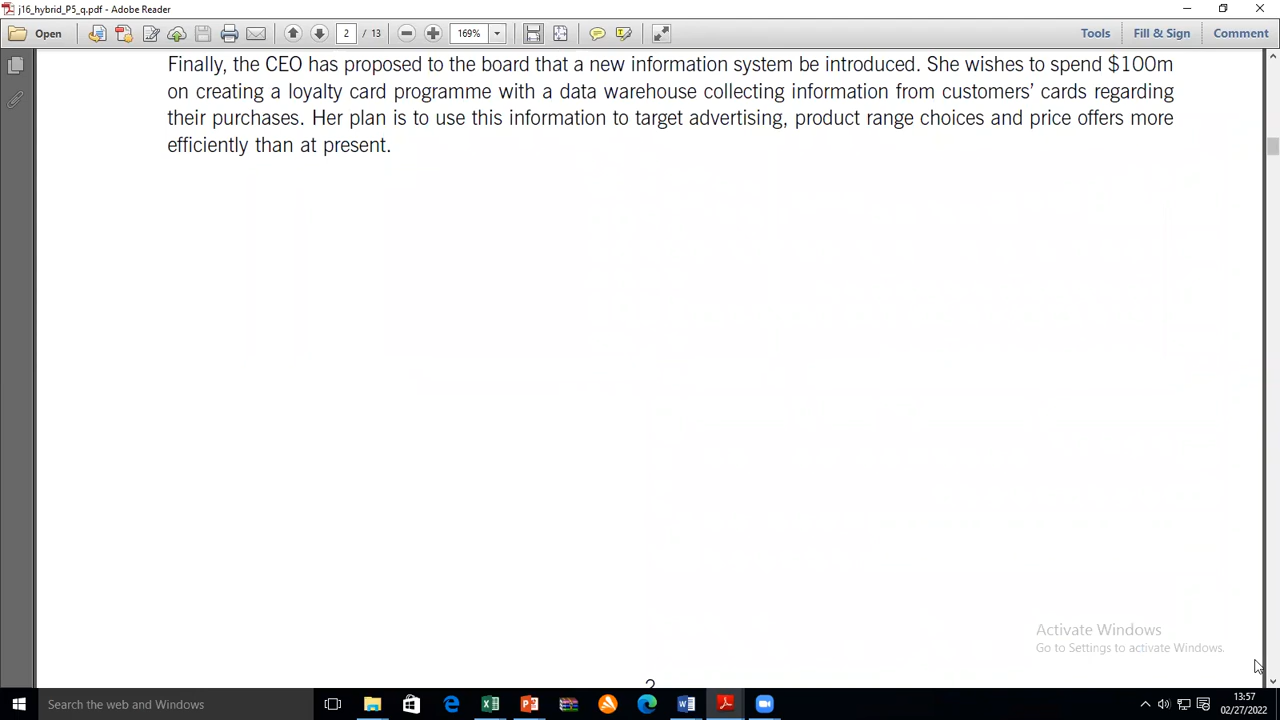 j16_hybrid_P5_q.pdf - Adobe Reader
Open
2 / 13
169%
Tools
Fill & Sign
Comment
Finally, the CEO has proposed to the board that a new information system be introduced. She wishes to spend $100m
on creating a loyalty card programme with a data warehouse collecting information from customers’ cards regarding
their purchases. Her plan is to use this information to target advertising, product range choices and price offers more
efficiently than at present.
Activate Windows
Go to Settings to activate Windows.
Search the web and Windows
13:57
02/27/2022